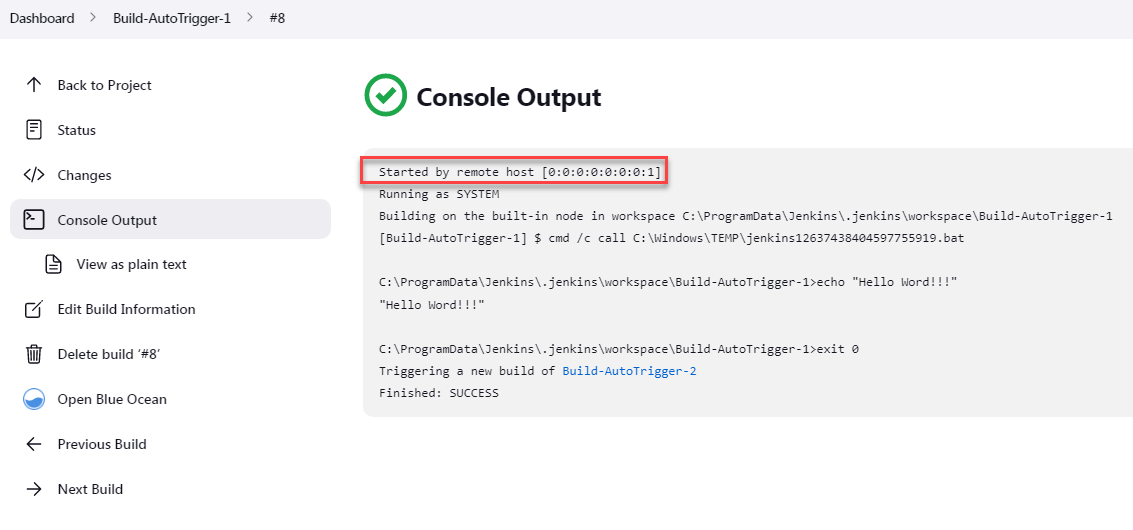 Dashboard > Build-AutoTrigger-1 > #8
Back to Project
Status
Changes
Console Output
View as plain text
Edit Build Information
Delete build ‘#8’
Open Blue Ocean
Previous Build
Next Build
Console Output
Started by remote host [0:0:0:0:0:0:0:1]
Running as SYSTEM
Building on the built-in node in workspace C:\ProgramData\Jenkins\.jenkins\workspace\Build-AutoTrigger-1
[Build-AutoTrigger-1] $ cmd /c call C:\Windows\TEMP\jenkins12637438404597755919.bat
C:\ProgramData\Jenkins\.jenkins\workspace\Build-AutoTrigger-1>echo "Hello Word!!!"
"Hello Word!!!"
C:\ProgramData\Jenkins\.jenkins\workspace\Build-AutoTrigger-1>exit 0
Triggering a new build of Build-AutoTrigger-2
Finished: SUCCESS